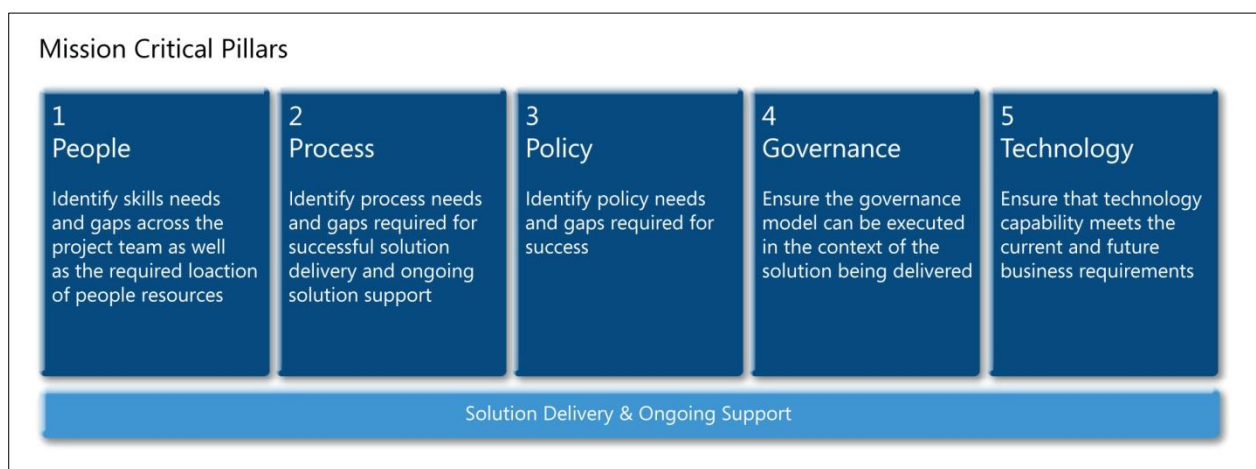 Mission Critical Pillars
1
People
Identify skills needs
and gaps across the
project team as well
as the required loaction
of people resources
2
Process
Identify process needs
and gaps required for
successful solution
delivery and ongoing
solution support
3
Policy
Identify policy needs
and gaps required for
success
4
Governance
Ensure the governance
model can be executed
in the context of the
solution being delivered
5
Technology
Ensure that technology
capability meets the
current and future
business requirements
Solution Delivery & Ongoing Support